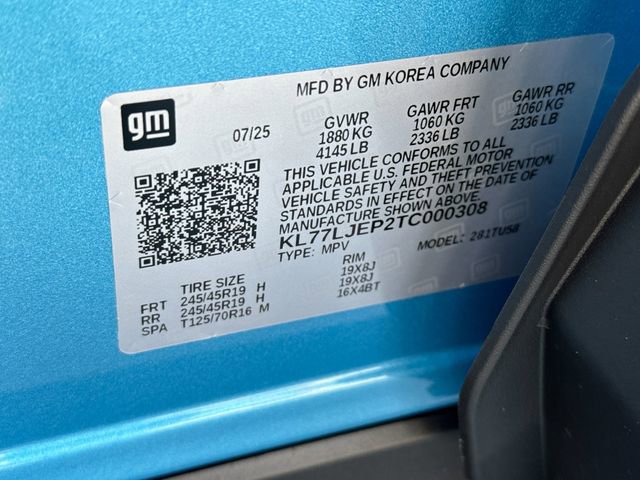 gm
MFD BY GM KOREA COMPANY
07/25
GVWR GAWR FRT GAWR RR
1880 KG 1060 KG 1060 KG
4145 LB 2336 LB 2336 LB
THIS VEHICLE CONFORMS TO ALL
APPLICABLE U.S. FEDERAL MOTOR
VEHICLE SAFETY AND THEFT PREVENTION
STANDARDS IN EFFECT ON THE DATE OF
MANUFACTURE SHOWN ABOVE.
KL77LJEP2TC000308
TYPE: MPV MODEL: 281TU58
TIRE SIZE RIM
FRT 245/45R19 H 19X8J
RR 245/45R19 H 19X8J
SPA T125/70R16 M 16X4BT